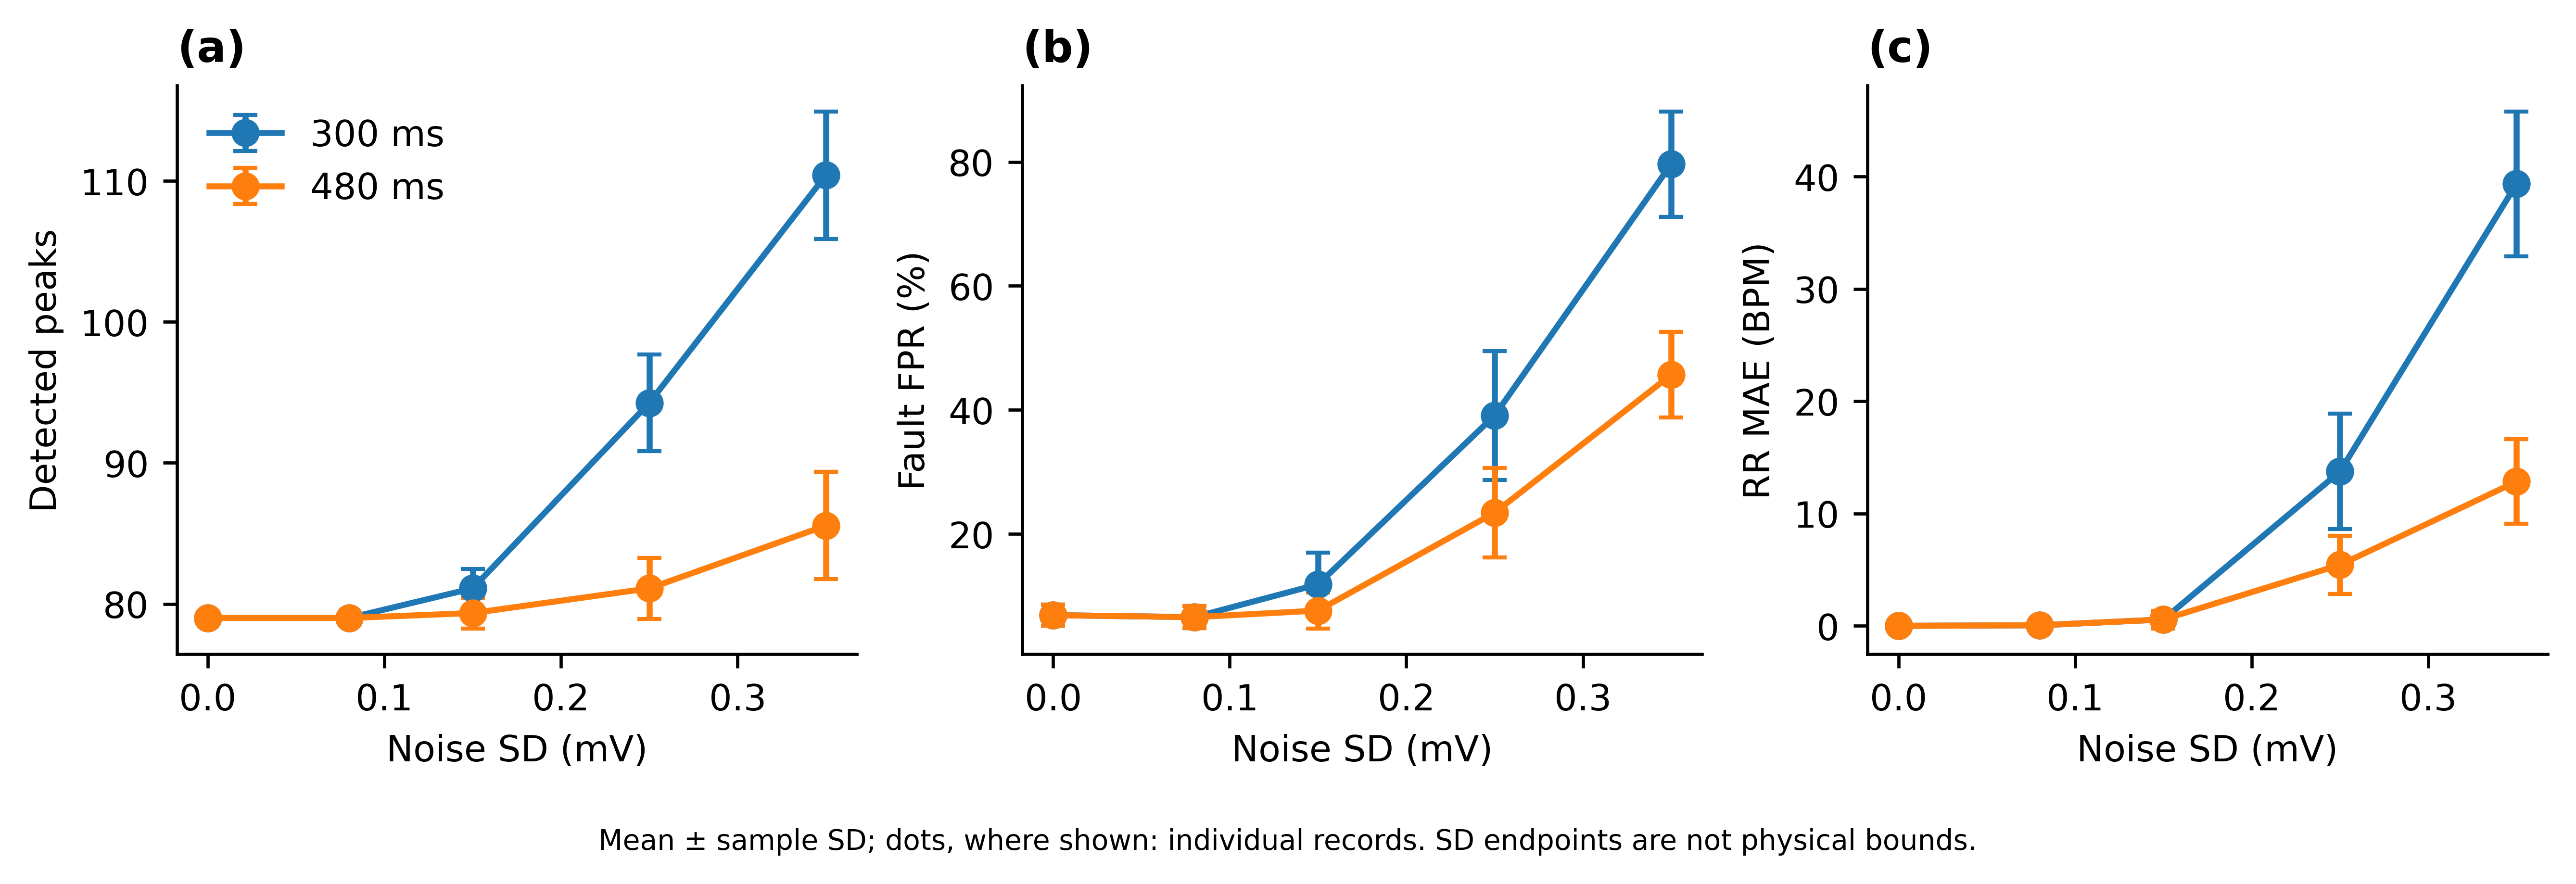 (a)
300 ms
480 ms
110
100
90
80
Detected peaks
0.0 0.1 0.2 0.3
Noise SD (mV)
(b)
80
60
40
20
Fault FPR (%)
0.0 0.1 0.2 0.3
Noise SD (mV)
(c)
40
30
20
10
0
RR MAE (BPM)
0.0 0.1 0.2 0.3
Noise SD (mV)
Mean ± sample SD; dots, where shown: individual records. SD endpoints are not physical bounds.